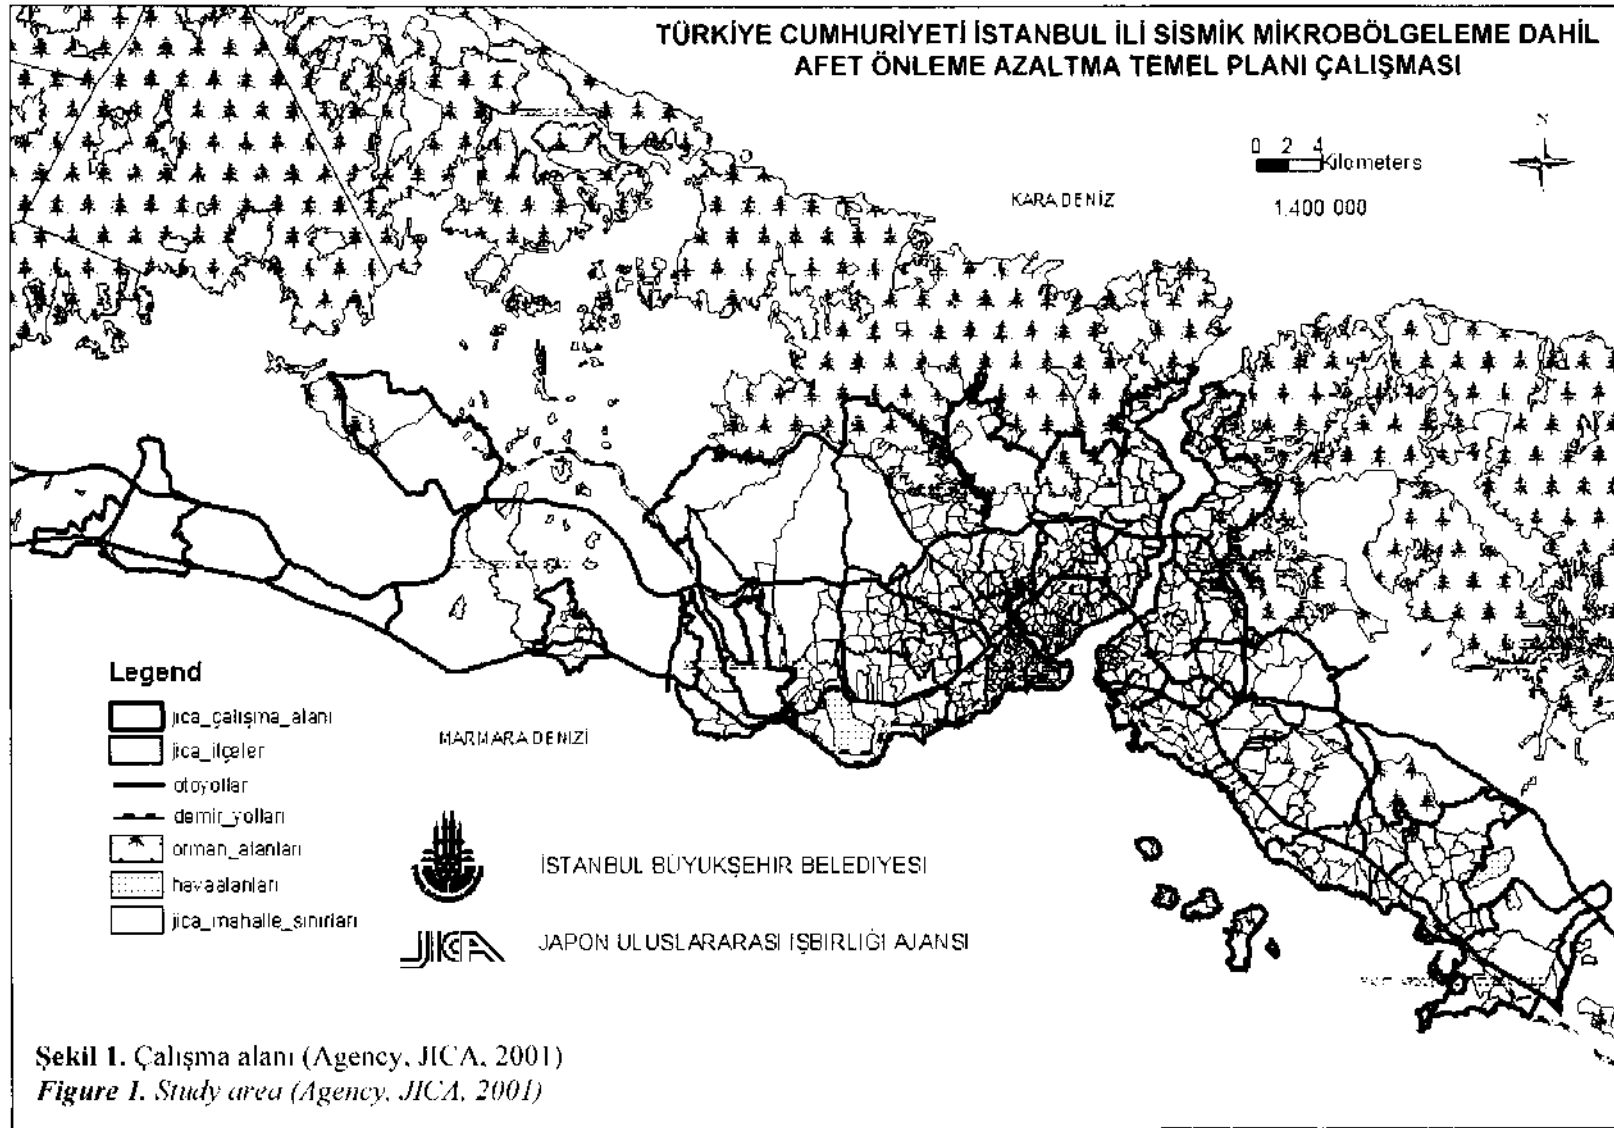 TÜRKİYE CUMHURİYETİ İSTANBUL İLİ SİSMİK MİKROBÖLGELEME DAHİL
AFET ÖNLEME AZALTMA TEMEL PLANI ÇALIŞMASI
N
0 2 4
Kilometers
KARADENİZ
1:400 000
Legend
jica_çalışma_alanı
jica_ilçeler
otoyollar
demir_yolları
orman_alanları
havaalanları
jica_mahalle_sınırları
MARMARA DENİZİ
İSTANBUL BÜYÜKŞEHİR BELEDİYESİ
JICA
JAPON ULUSLARARASI İŞBİRLİĞİ AJANSI
Şekil 1. Çalışma alanı (Agency, JICA, 2001)
Figure 1. Study area (Agency, JICA, 2001)